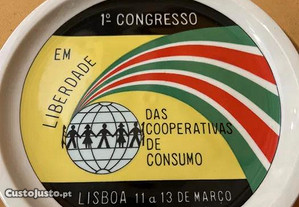 1º CONGRESSO
EM
LIBERDADE
DAS
COOPERATIVAS
DE
CONSUMO
LISBOA 11 a 13 DE MARÇO
CustoJusto.pt